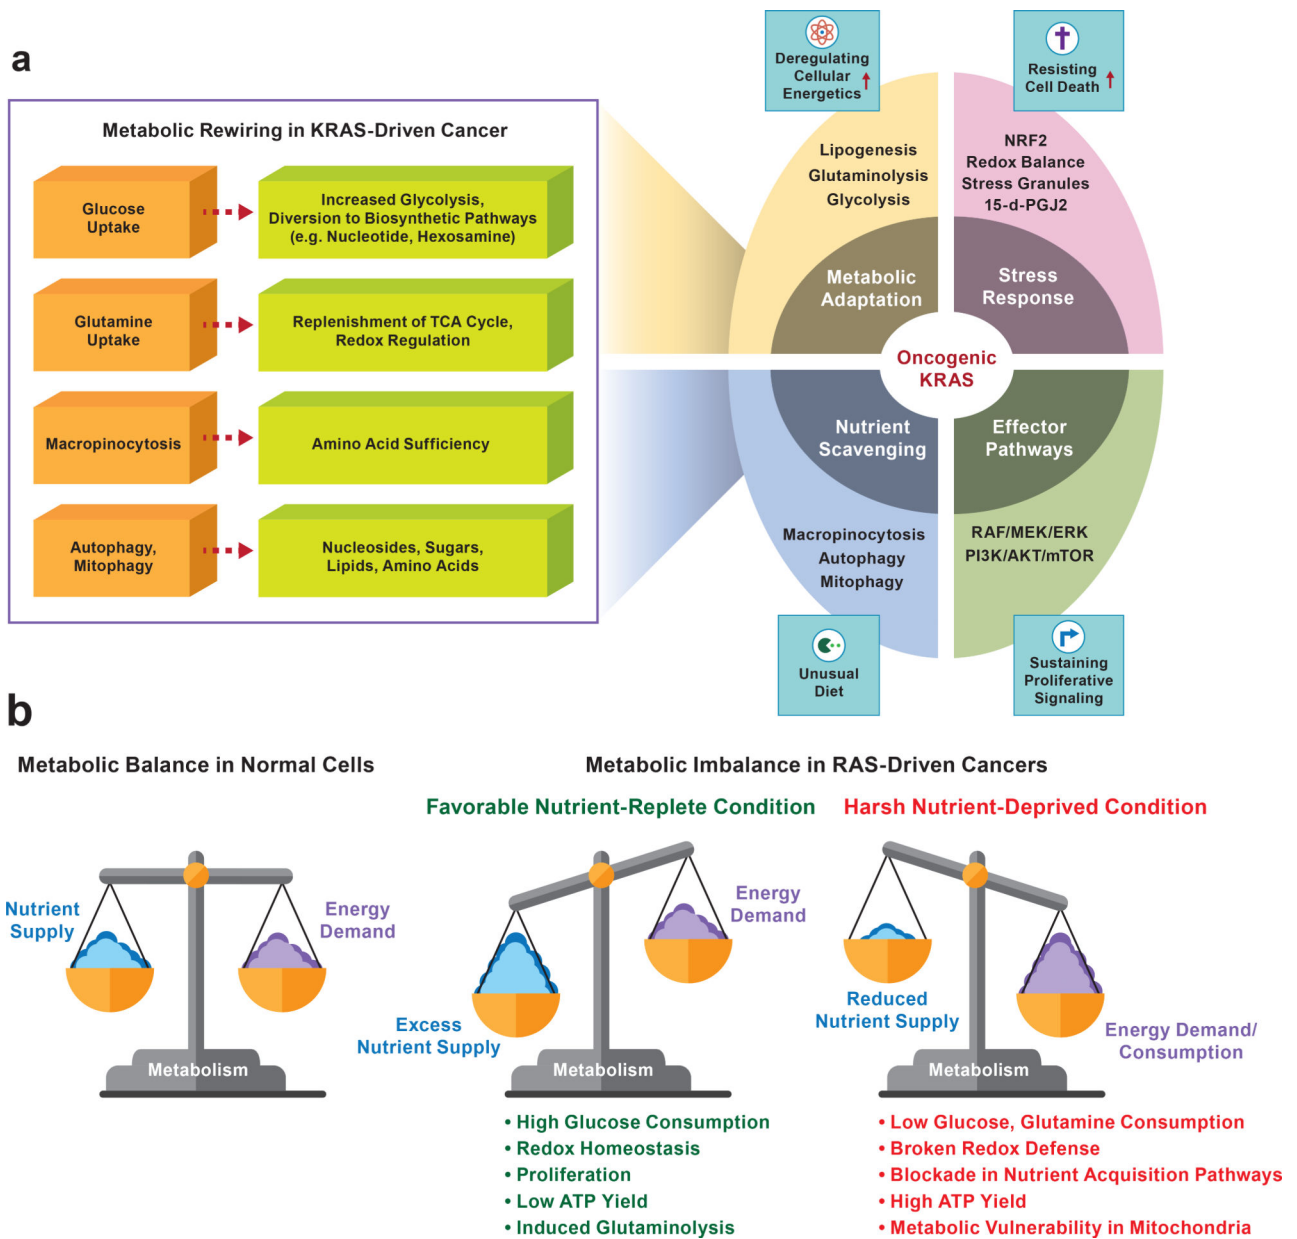 a
Metabolic Rewiring in KRAS-Driven Cancer
Glucose
Uptake
Increased Glycolysis,
Diversion to Biosynthetic Pathways
(e.g. Nucleotide, Hexosamine)
Glutamine
Uptake
Replenishment of TCA Cycle,
Redox Regulation
Macropinocytosis
Amino Acid Sufficiency
Autophagy,
Mitophagy
Nucleosides, Sugars,
Lipids, Amino Acids
Deregulating
Cellular
Energetics
Resisting
Cell Death
Lipogenesis
Glutaminolysis
Glycolysis
NRF2
Redox Balance
Stress Granules
15-d-PGJ2
Metabolic
Adaptation
Stress
Response
Oncogenic
KRAS
Nutrient
Scavenging
Effector
Pathways
Macropinocytosis
Autophagy
Mitophagy
RAF/MEK/ERK
PI3K/AKT/mTOR
Unusual
Diet
Sustaining
Proliferative
Signaling
b
Metabolic Balance in Normal Cells
Metabolic Imbalance in RAS-Driven Cancers
Favorable Nutrient-Replete Condition
Harsh Nutrient-Deprived Condition
Nutrient
Supply
Energy
Demand
Metabolism
Energy
Demand
Excess
Nutrient Supply
Metabolism
Reduced
Nutrient Supply
Energy Demand/
Consumption
Metabolism
• High Glucose Consumption
• Redox Homeostasis
• Proliferation
• Low ATP Yield
• Induced Glutaminolysis
• Low Glucose, Glutamine Consumption
• Broken Redox Defense
• Blockade in Nutrient Acquisition Pathways
• High ATP Yield
• Metabolic Vulnerability in Mitochondria